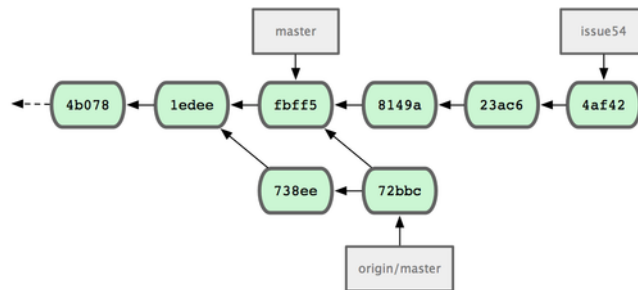 master
issue54
4b078
1edee
fbff5
8149a
23ac6
4af42
738ee
72bbc
origin/master